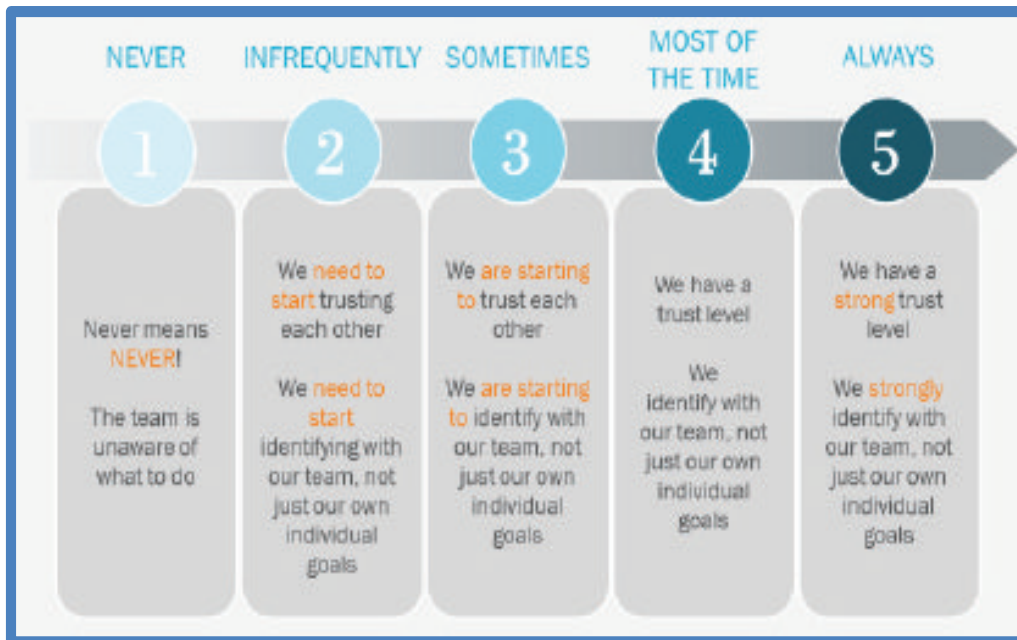 NEVER
INFREQUENTLY
SOMETIMES
MOST OF
THE TIME
ALWAYS
1
2
3
4
5
Never means
NEVER!
The team is
unaware of
what to do
We need to
start trusting
each other
We need to
start
identifying with
our team, not
just our own
individual
goals
We are starting
to trust each
other
We are starting
to identify with
our team, not
just our own
individual
goals
We have a
trust level
We
identify with
our team, not
just our own
individual
goals
We have a
strong trust
level
We strongly
identify with
our team, not
just our own
individual
goals